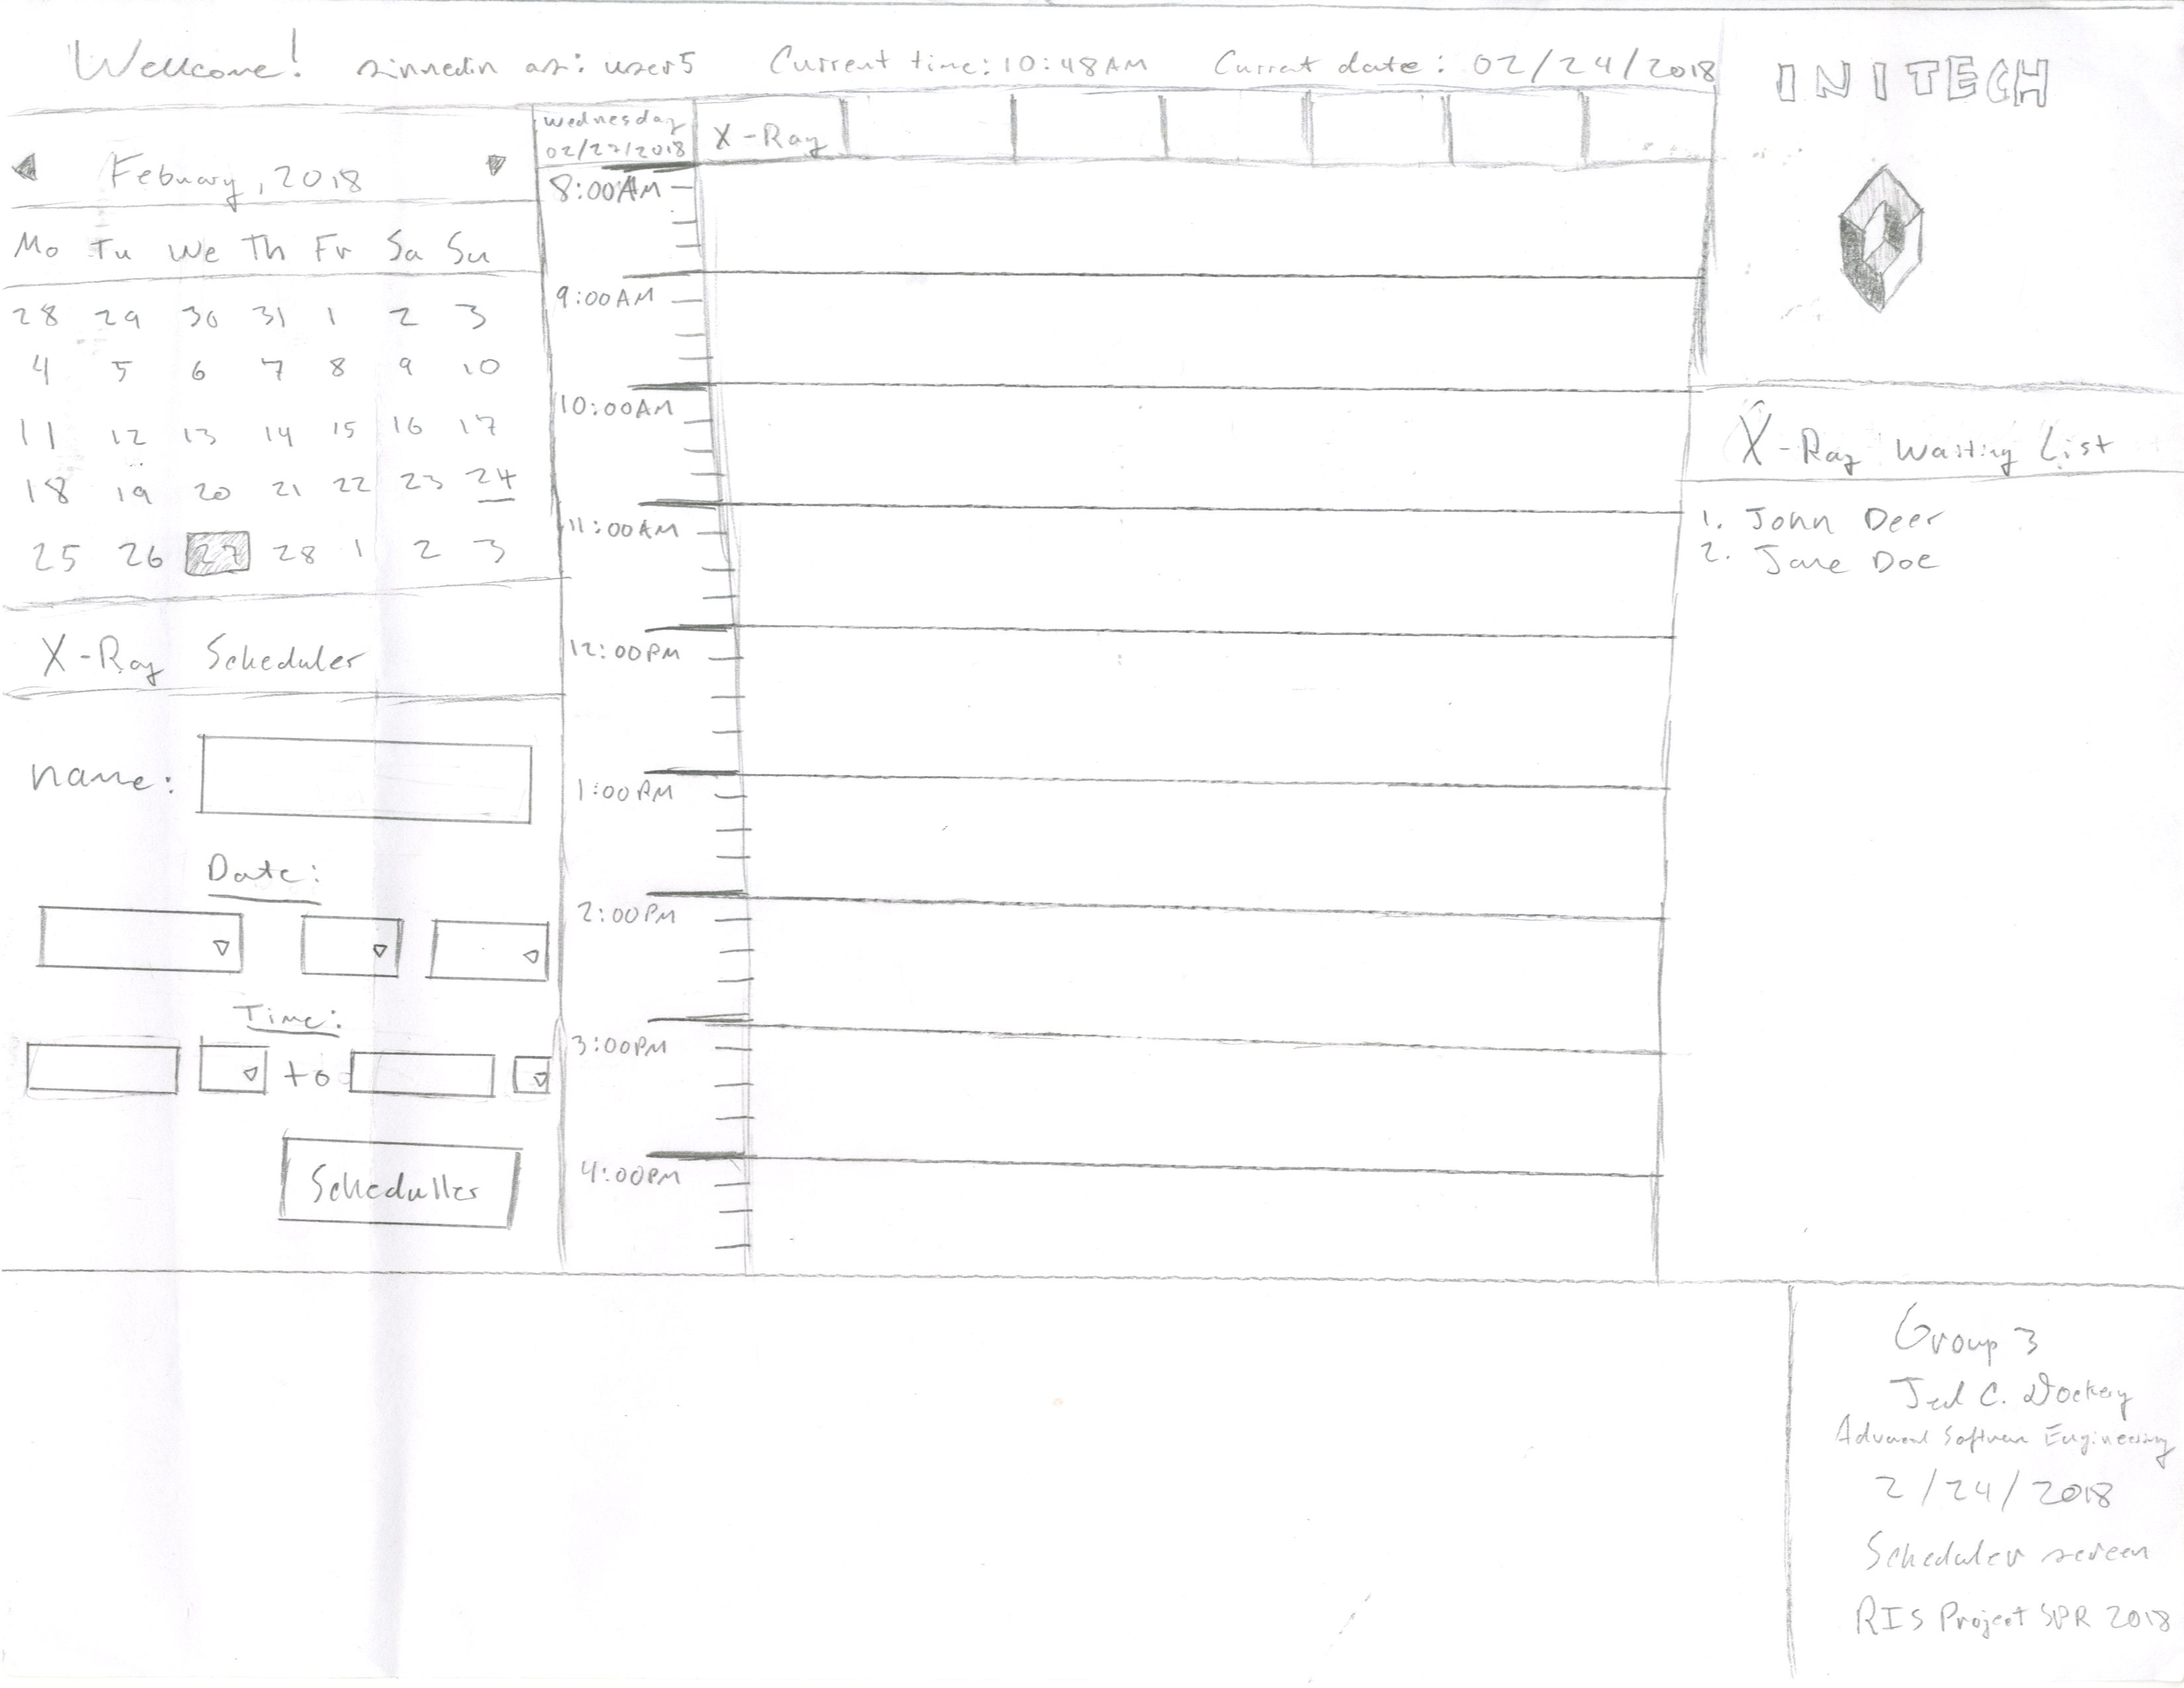 Wellcome! sinnedin as: user5 Current time: 10:48AM Current date: 02/24/2018
INITECH
Febuary, 2018
Mo Tu We Th Fr Sa Su
28 29 30 31 1 2 3
4 5 6 7 8 9 10
11 12 13 14 15 16 17
18 19 20 21 22 23 24
25 26 27 28 1 2 3
X-Ray Scheduler
name:
Date:
Time:
to
Scheduller
Wednesday
02/27/2018
X-Ray
8:00AM
9:00AM
10:00AM
11:00AM
12:00PM
1:00PM
2:00PM
3:00PM
4:00PM
X-Ray Waiting List
1. John Deer
2. Jane Doe
Group 3
Jed C. Dockery
Advanced Software Engineering
2/24/2018
Scheduler screen
RIS Project SPR 2018